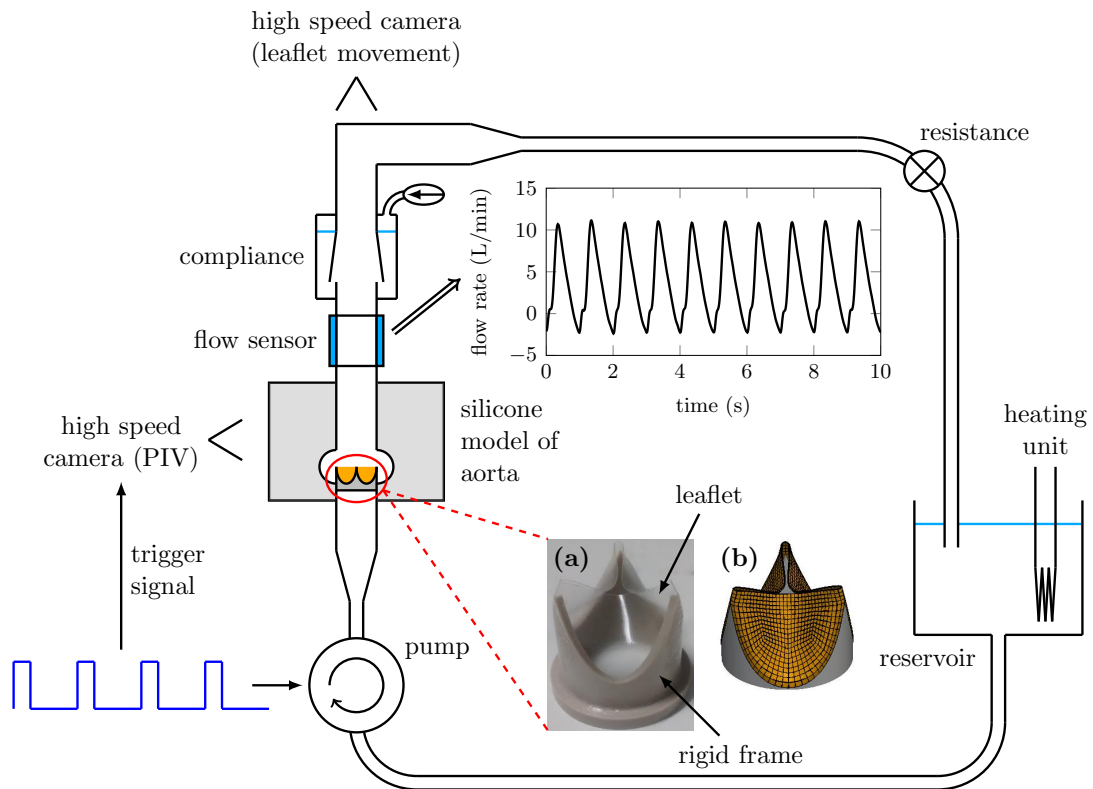 high speed camera
(leaflet movement)
resistance
compliance
flow rate (L/min)
15
10
5
0
−5
0
2
4
6
8
10
time (s)
flow sensor
high speed
camera (PIV)
silicone
model of
aorta
heating
unit
leaflet
(a)
(b)
trigger
signal
pump
reservoir
rigid frame